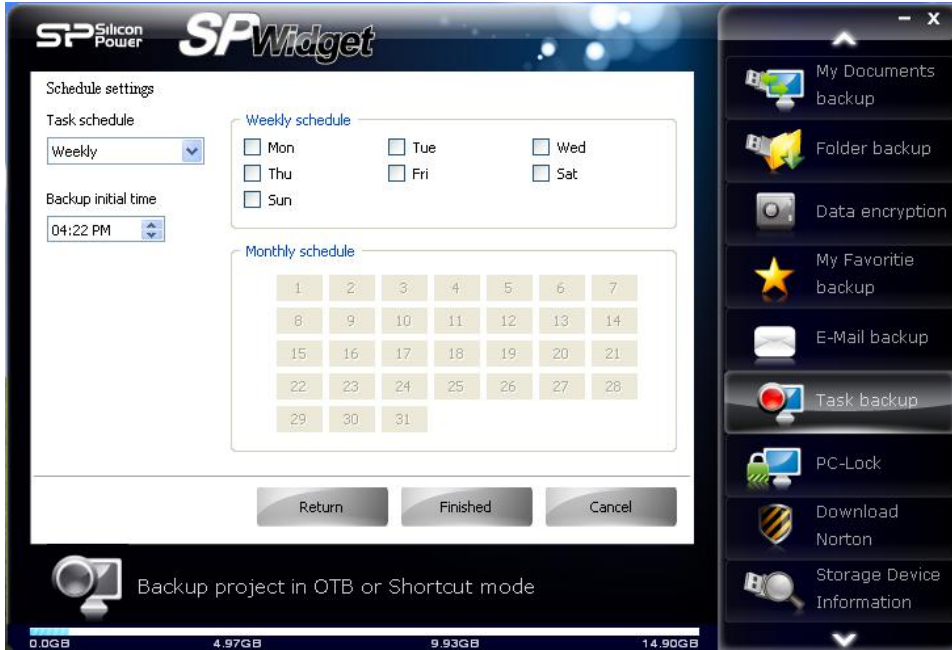 SP Silicon Power
SPWidget
- x
Schedule settings
Task schedule
Weekly
Backup initial time
04:22 PM
Weekly schedule
Mon Tue Wed
Thu Fri Sat
Sun
Monthly schedule
1 2 3 4 5 6 7
8 9 10 11 12 13 14
15 16 17 18 19 20 21
22 23 24 25 26 27 28
29 30 31
Return Finished Cancel
Backup project in OTB or Shortcut mode
0.0GB 4.97GB 9.93GB 14.90GB
My Documents
backup
Folder backup
Data encryption
My Favoritie
backup
E-Mail backup
Task backup
PC-Lock
Download
Norton
Storage Device
Information